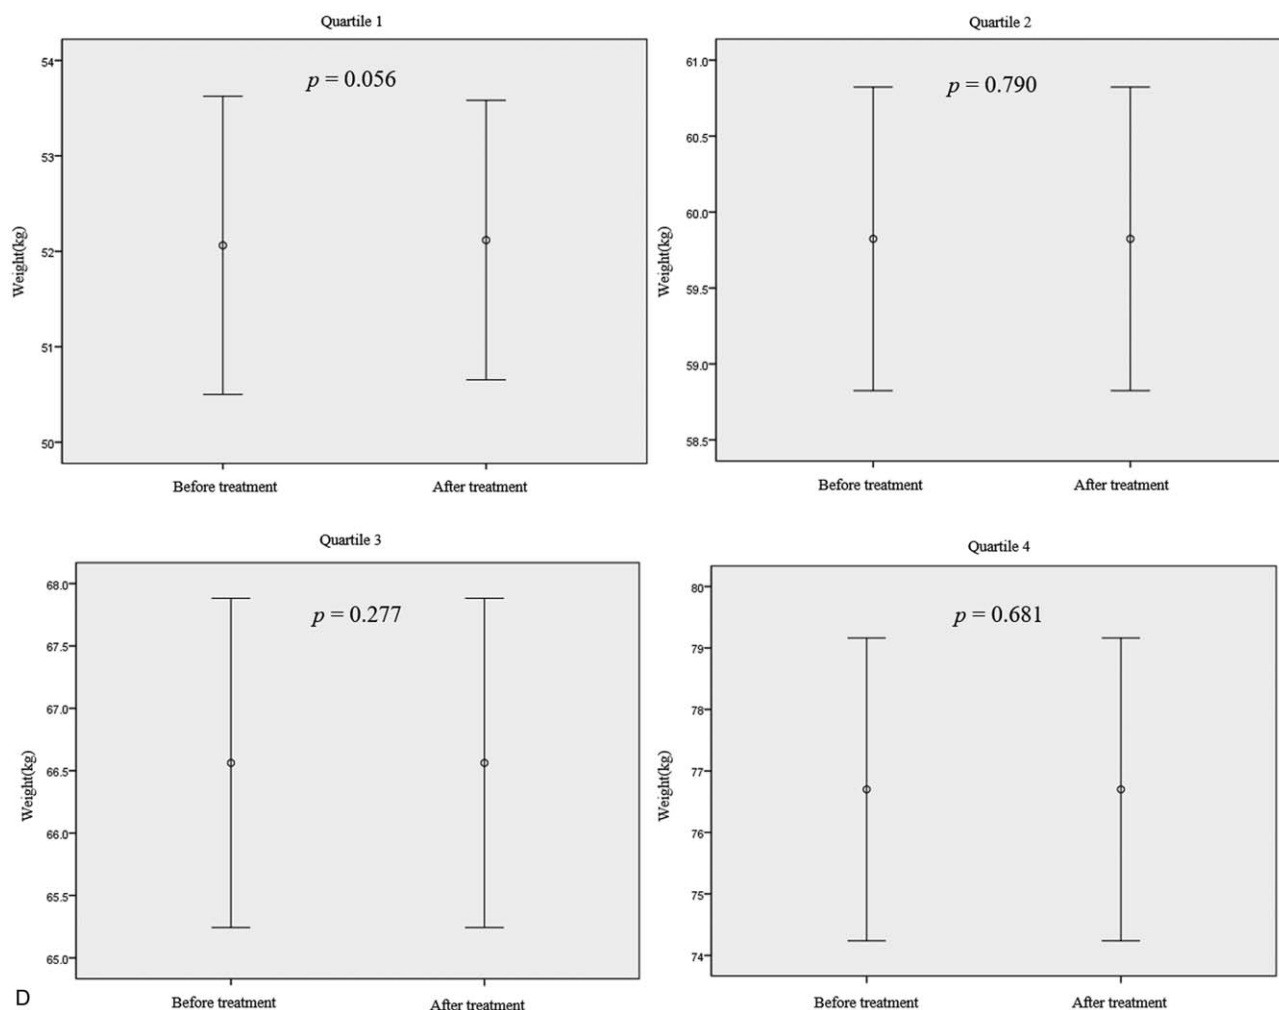 Quartile 1
p = 0.056
54
53
52
51
50
Weight(kg)
Before treatment
After treatment
Quartile 2
p = 0.790
61.0
60.5
60.0
59.5
59.0
58.5
Weight(kg)
Before treatment
After treatment
Quartile 3
p = 0.277
68.0
67.5
67.0
66.5
66.0
65.5
65.0
Weight(kg)
Before treatment
After treatment
Quartile 4
p = 0.681
80
79
78
77
76
75
74
Weight(kg)
Before treatment
After treatment
D